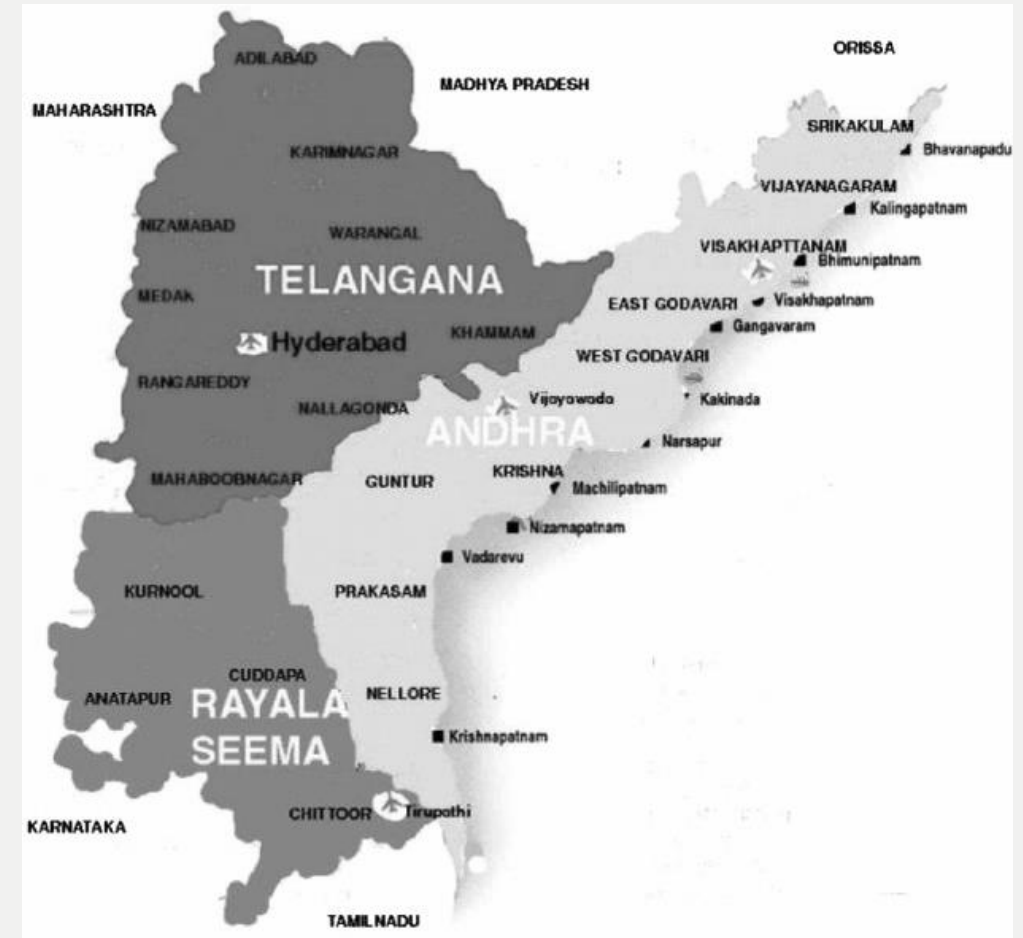 ORISSA
ADILABAD
MADHYA PRADESH
MAHARASHTRA
SRIKAKULAM
Bhavanapadu
KARIMNAGAR
VIJAYANAGARAM
Kalingapatnam
NIZAMABAD
WARANGAL
VISAKHAPTTANAM
Bhimunipatnam
TELANGANA
MEDAK
EAST GODAVARI
Visakhapatnam
Gangavaram
KHAMMAM
Hyderabad
WEST GODAVARI
RANGAREDDY
Kakinada
NALLAGONDA
Vijayawada
ANDHRA
Narsapur
MAHABOOBNAGAR
GUNTUR
KRISHNA
Machilipatnam
Nizamapatnam
Vadarevu
KURNOOL
PRAKASAM
CUDDAPA
ANATAPUR
NELLORE
RAYALA
SEEMA
Krishnapatnam
CHITTOOR
Tirupathi
KARNATAKA
TAMILNADU